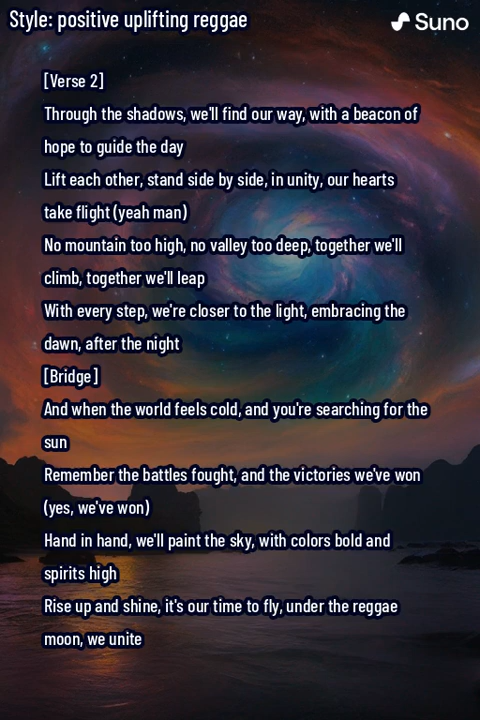 Style: positive uplifting reggae
Suno
[Verse 2]
Through the shadows, we'll find our way, with a beacon of
hope to guide the day
Lift each other, stand side by side, in unity, our hearts
take flight (yeah man)
No mountain too high, no valley too deep, together we'll
climb, together we'll leap
With every step, we're closer to the light, embracing the
dawn, after the night
[Bridge]
And when the world feels cold, and you're searching for the
sun
Remember the battles fought, and the victories we've won
(yes, we've won)
Hand in hand, we'll paint the sky, with colors bold and
spirits high
Rise up and shine, it's our time to fly, under the reggae
moon, we unite